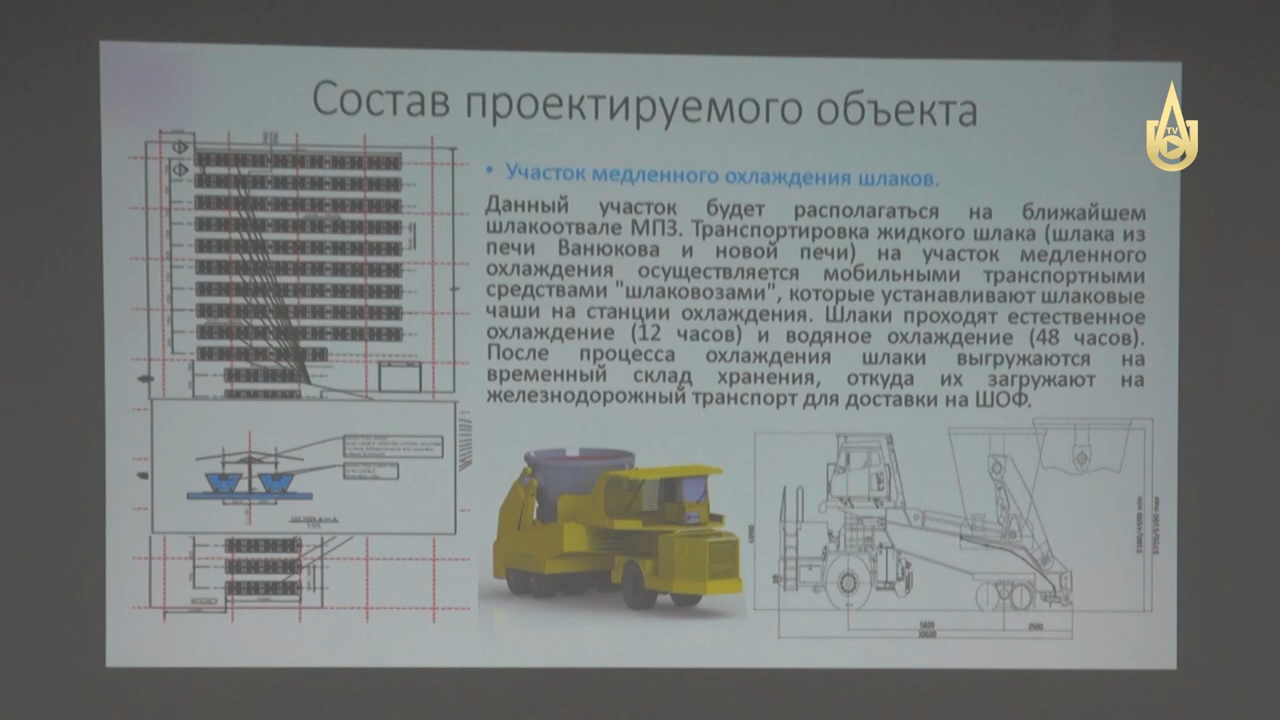 Состав проектируемого объекта
TV
• Участок медленного охлаждения шлаков.
Данный участок будет располагаться на ближайшем
шлакоотвале МПЗ. Транспортировка жидкого шлака (шлака из
печи Ванюкова и новой печи) на участок медленного
охлаждения осуществляется мобильными транспортными
средствами "шлаковозами", которые устанавливают шлаковые
чаши на станции охлаждения. Шлаки проходят естественное
охлаждение (12 часов) и водяное охлаждение (48 часов).
После процесса охлаждения шлаки выгружаются на
временный склад хранения, откуда их загружают на
железнодорожный транспорт для доставки на ШОФ.
5600
2500
10600